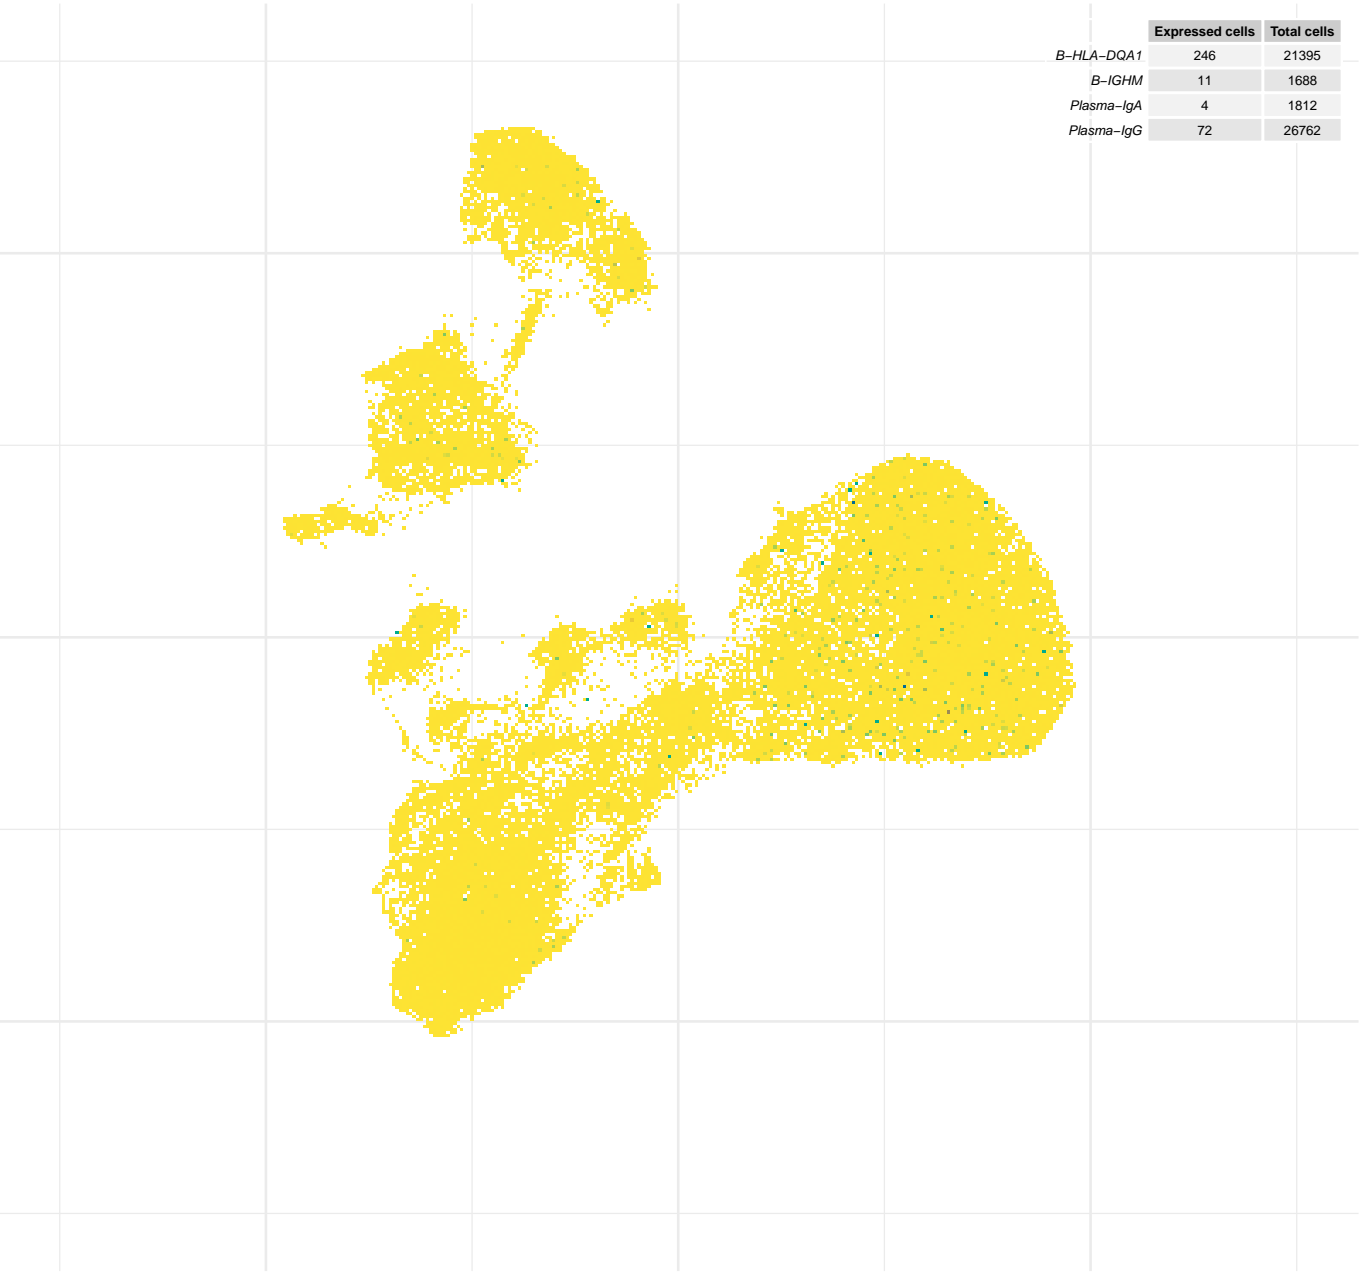 Expressed cells Total cells
B-HLA-DQA1 246 21395
B-IGHM 11 1688
Plasma-IgA 4 1812
Plasma-IgG 72 26762